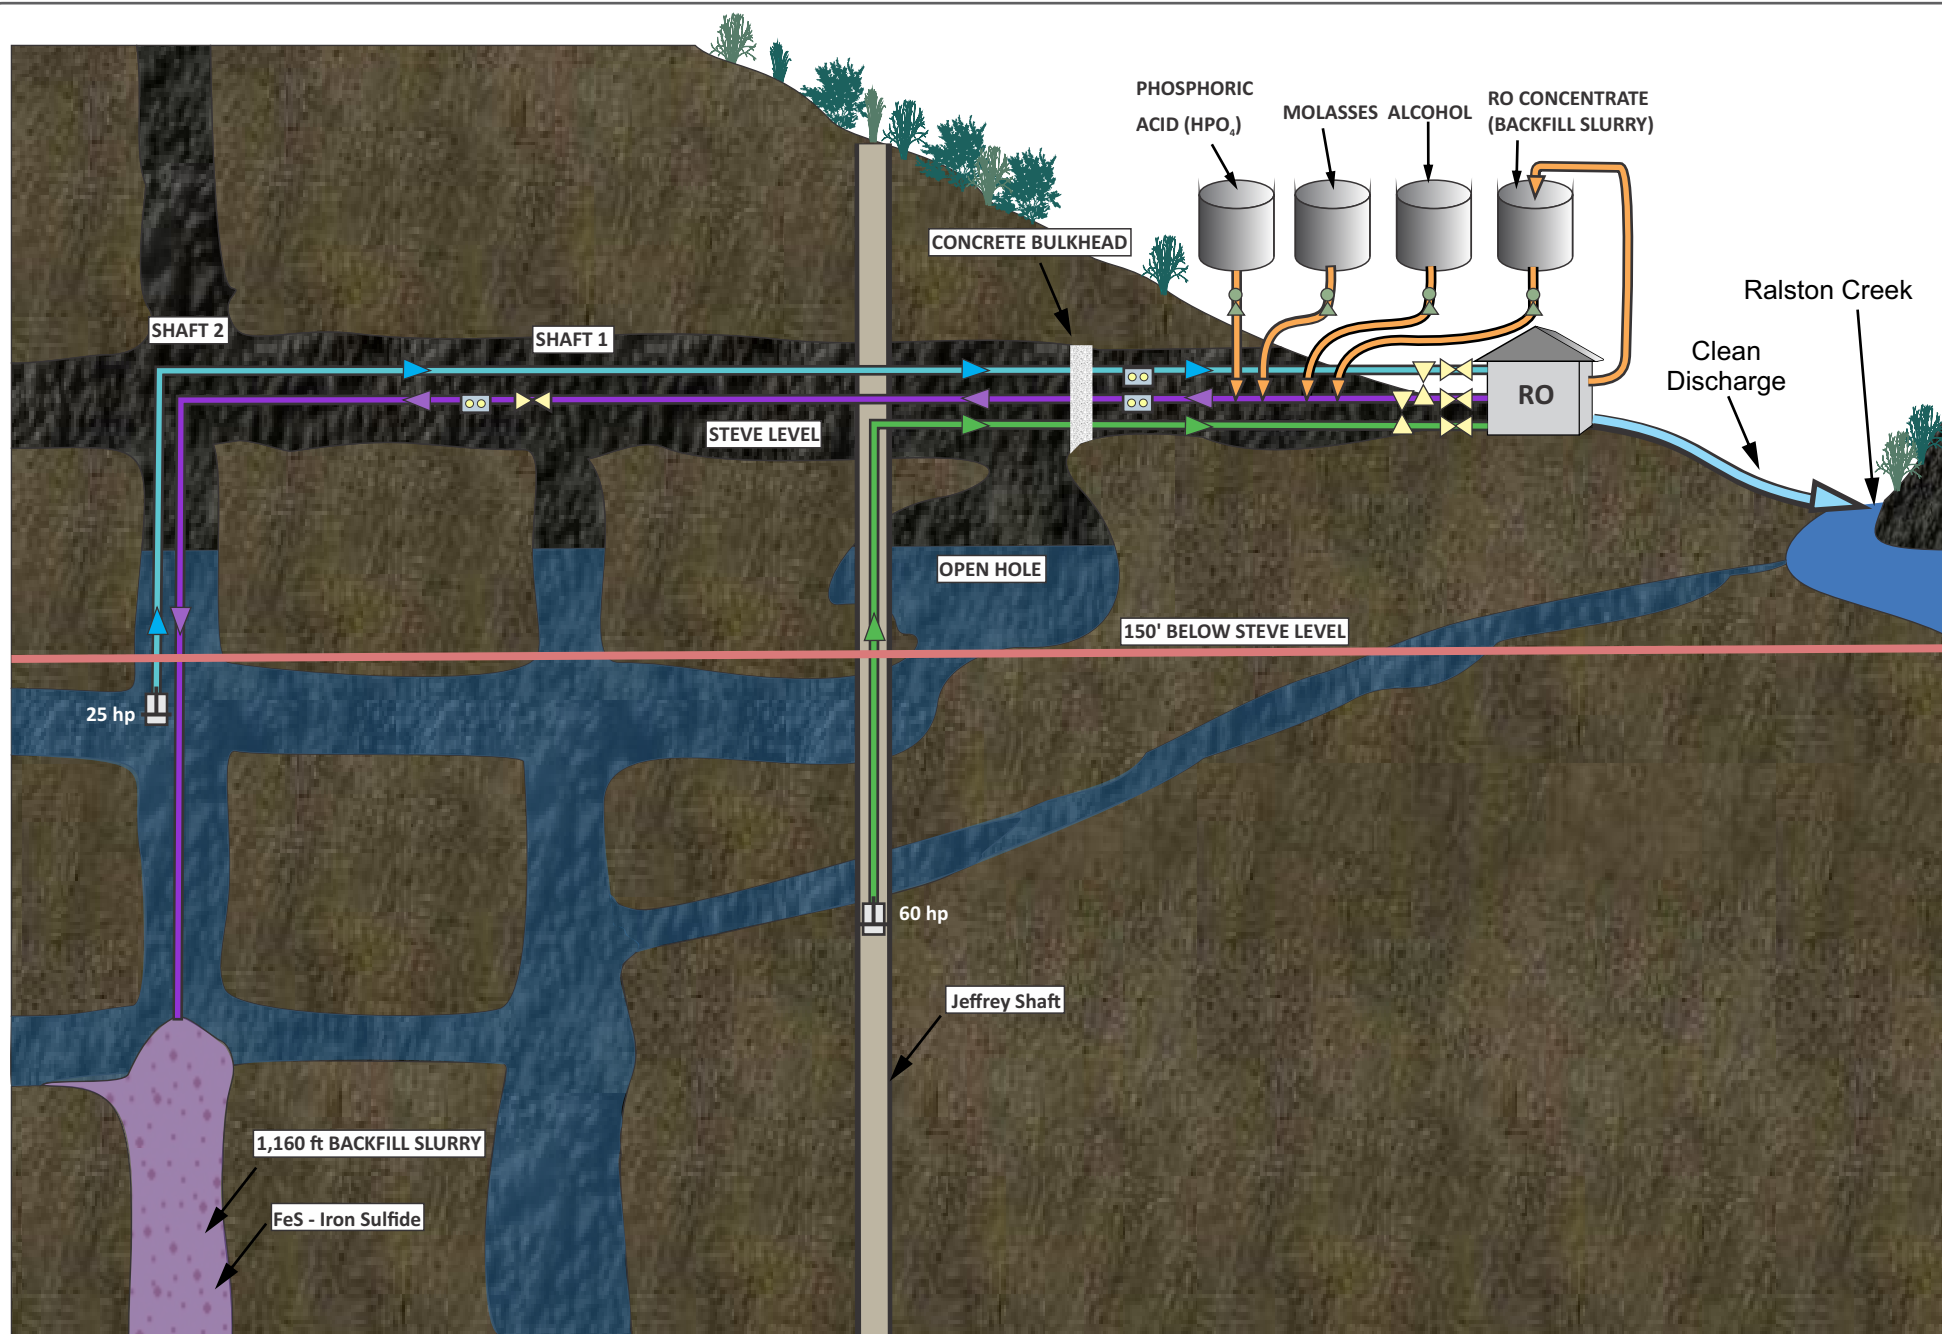 PHOSPHORIC
ACID (HPO₄)
MOLASSES
ALCOHOL
RO CONCENTRATE
(BACKFILL SLURRY)
CONCRETE BULKHEAD
Ralston Creek
SHAFT 2
SHAFT 1
Clean
Discharge
RO
STEVE LEVEL
OPEN HOLE
150' BELOW STEVE LEVEL
25 hp
60 hp
Jeffrey Shaft
1,160 ft BACKFILL SLURRY
FeS - Iron Sulfide